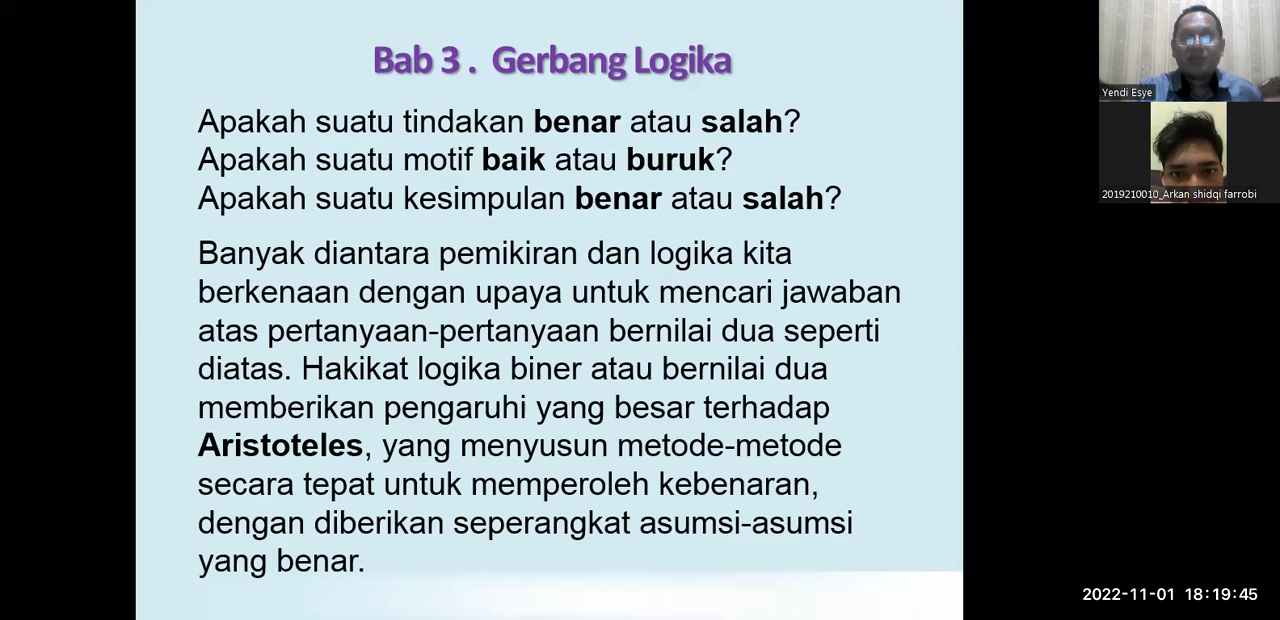 Bab 3 . Gerbang Logika
Apakah suatu tindakan benar atau salah?
Apakah suatu motif baik atau buruk?
Apakah suatu kesimpulan benar atau salah?
Banyak diantara pemikiran dan logika kita
berkenaan dengan upaya untuk mencari jawaban
atas pertanyaan-pertanyaan bernilai dua seperti
diatas. Hakikat logika biner atau bernilai dua
memberikan pengaruhi yang besar terhadap
Aristoteles, yang menyusun metode-metode
secara tepat untuk memperoleh kebenaran,
dengan diberikan seperangkat asumsi-asumsi
yang benar.
Yendi Esye
2019210010_Arkan shidqi farrobi
2022-11-01 18:19:45